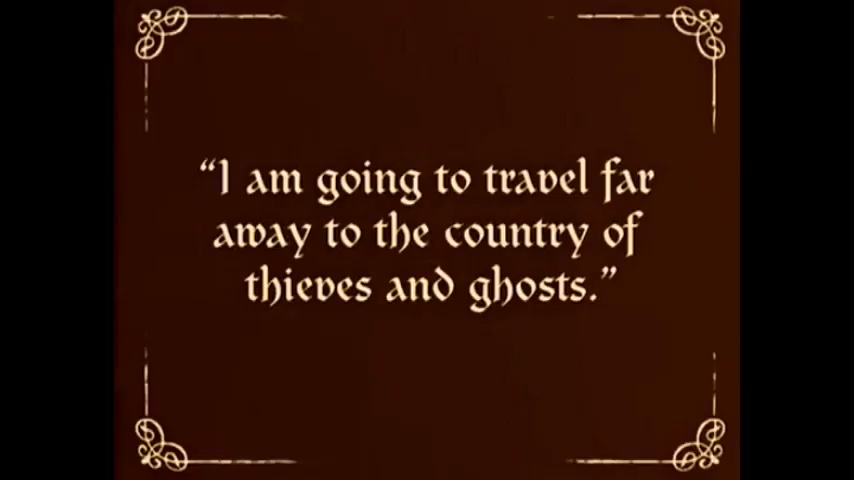 “I am going to travel far
away to the country of
thieves and ghosts.”